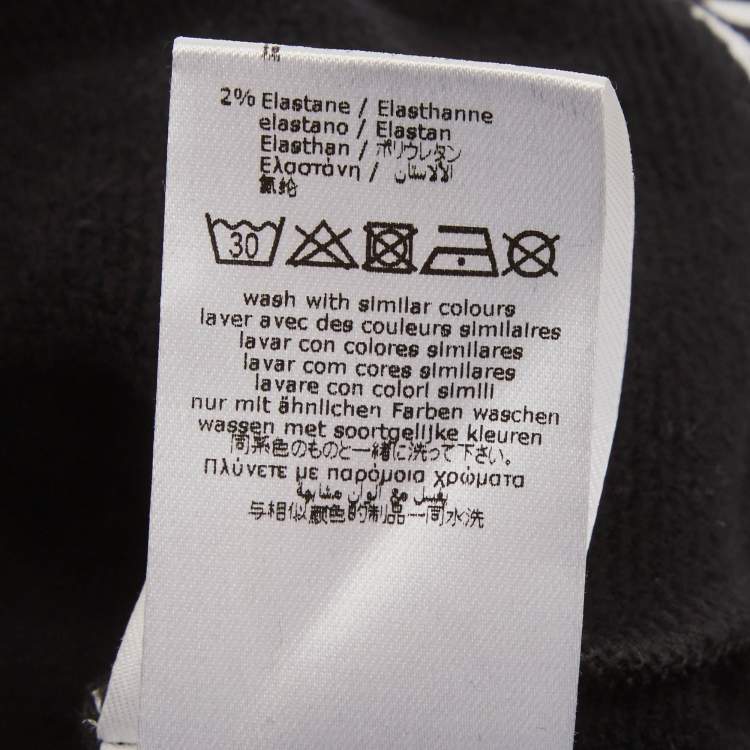 棉
2% Elastane / Elasthanne
elastano / Elastan
Elasthan / ポリウレタン
Ελαστάνη / الألاستان
氨纶
30
wash with similar colours
laver avec des couleurs similaires
lavar con colores similares
lavar com cores similares
lavare con colori simili
nur mit ähnlichen Farben waschen
wassen met soortgelijke kleuren
同系色のものと一緒に洗って下さい。
Πλύνετε με παρόμοια χρώματα
يغسل مع ألوان مشابهة
与相似颜色的制品一同水洗